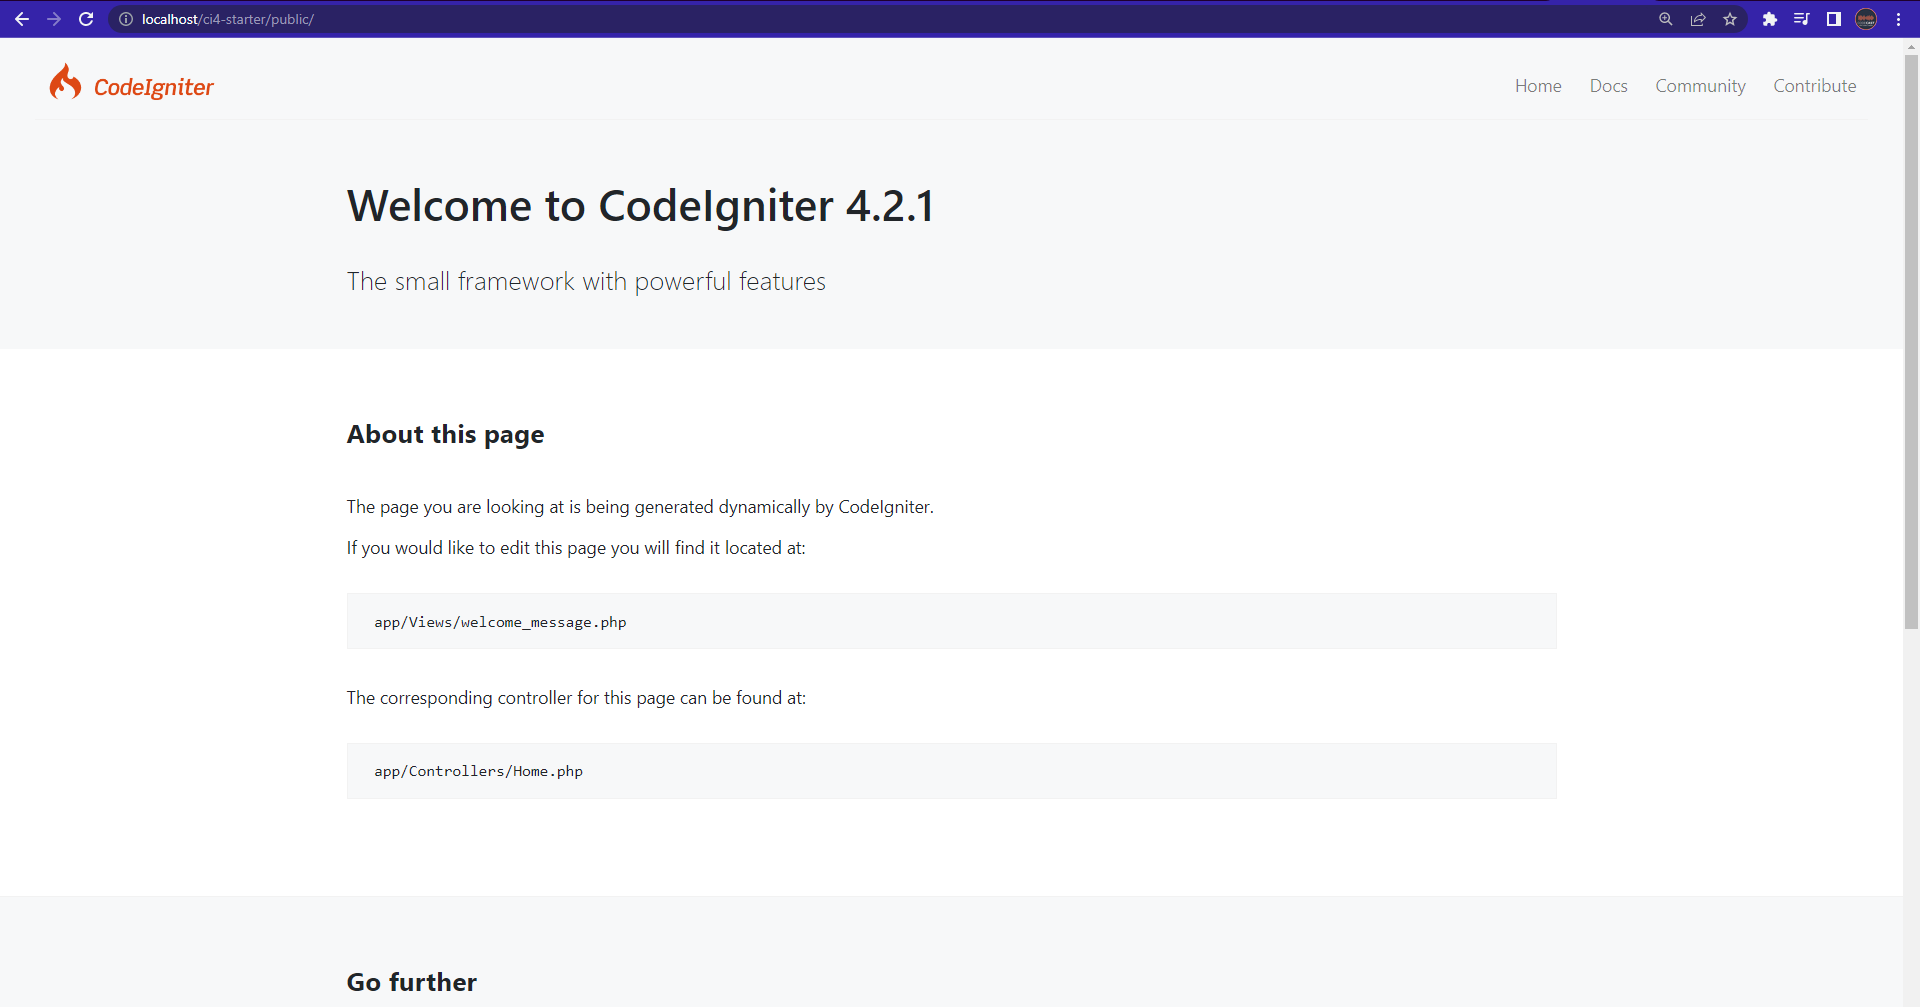 localhost/ci4-starter/public/
CodeIgniter
Home Docs Community Contribute
Welcome to CodeIgniter 4.2.1
The small framework with powerful features
About this page
The page you are looking at is being generated dynamically by CodeIgniter.
If you would like to edit this page you will find it located at:
app/Views/welcome_message.php
The corresponding controller for this page can be found at:
app/Controllers/Home.php
Go further